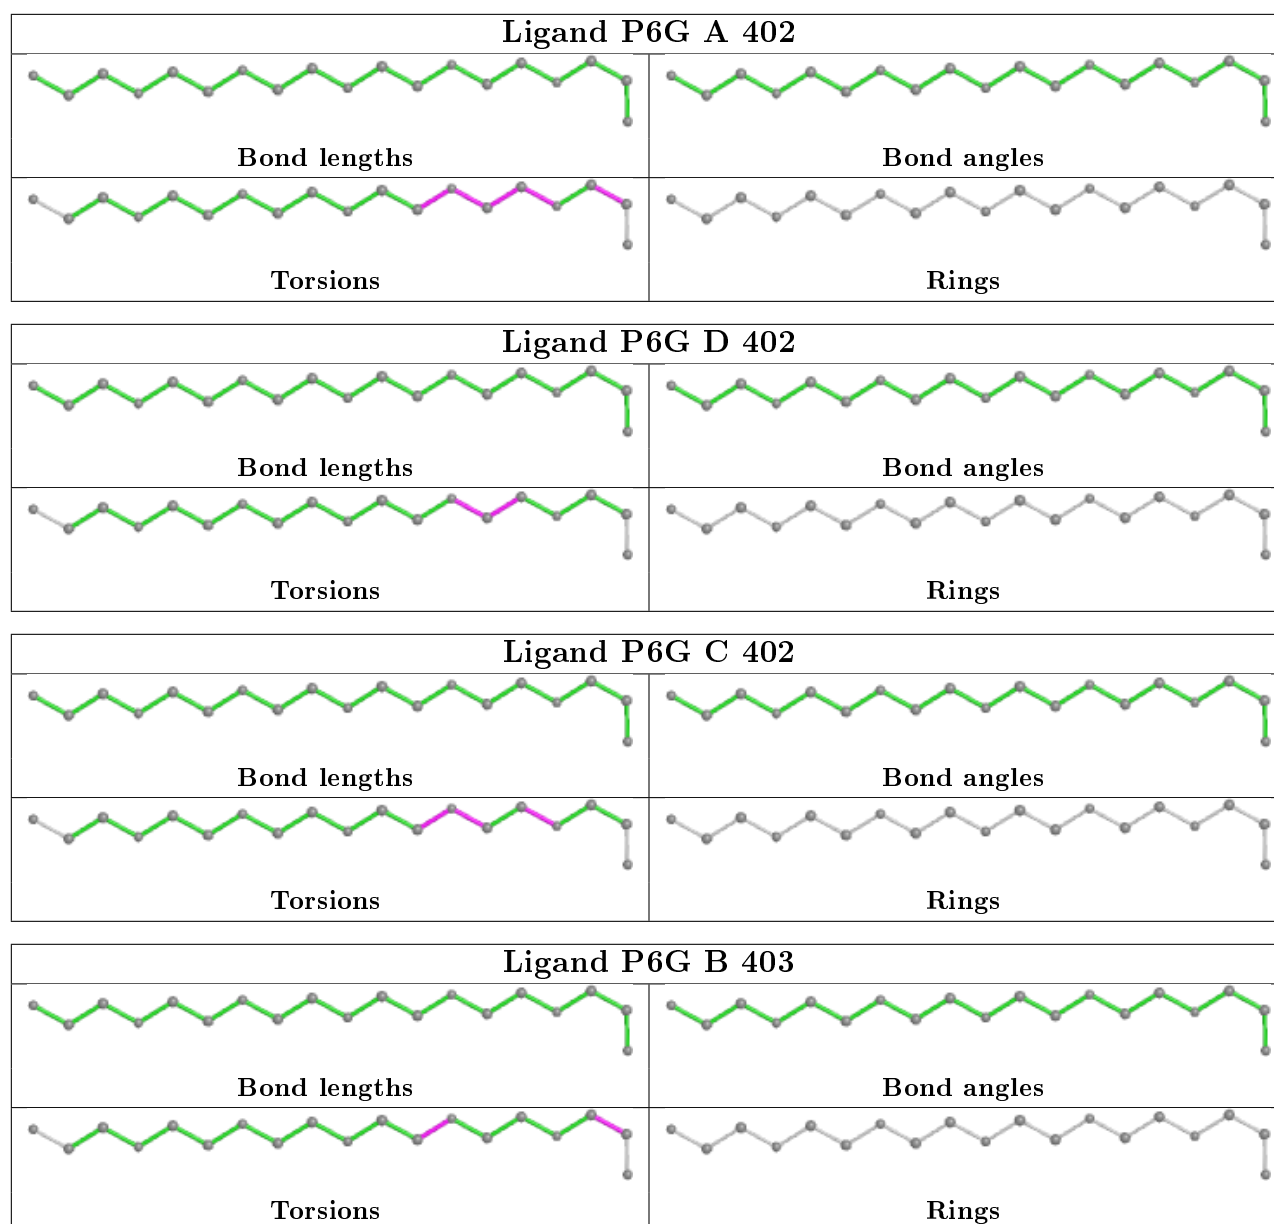 Ligand P6G A 402
Bond lengths
Bond angles
Torsions
Rings
Ligand P6G D 402
Bond lengths
Bond angles
Torsions
Rings
Ligand P6G C 402
Bond lengths
Bond angles
Torsions
Rings
Ligand P6G B 403
Bond lengths
Bond angles
Torsions
Rings